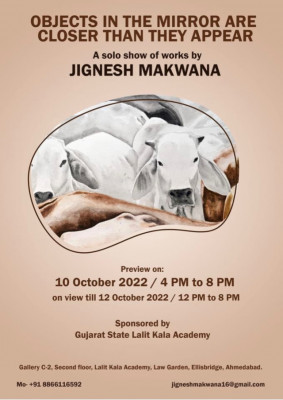 OBJECTS IN THE MIRROR ARE
CLOSER THAN THEY APPEAR
A solo show of works by
JIGNESH MAKWANA
Preview on:
10 October 2022 / 4 PM to 8 PM
on view till 12 October 2022 / 12 PM to 8 PM
Sponsored by
Gujarat State Lalit Kala Academy
Gallery C-2, Second floor, Lalit Kala Academy, Law Garden, Ellisbridge, Ahmedabad.
Mo- +91 8866116592 jigneshmakwana16@gmail.com